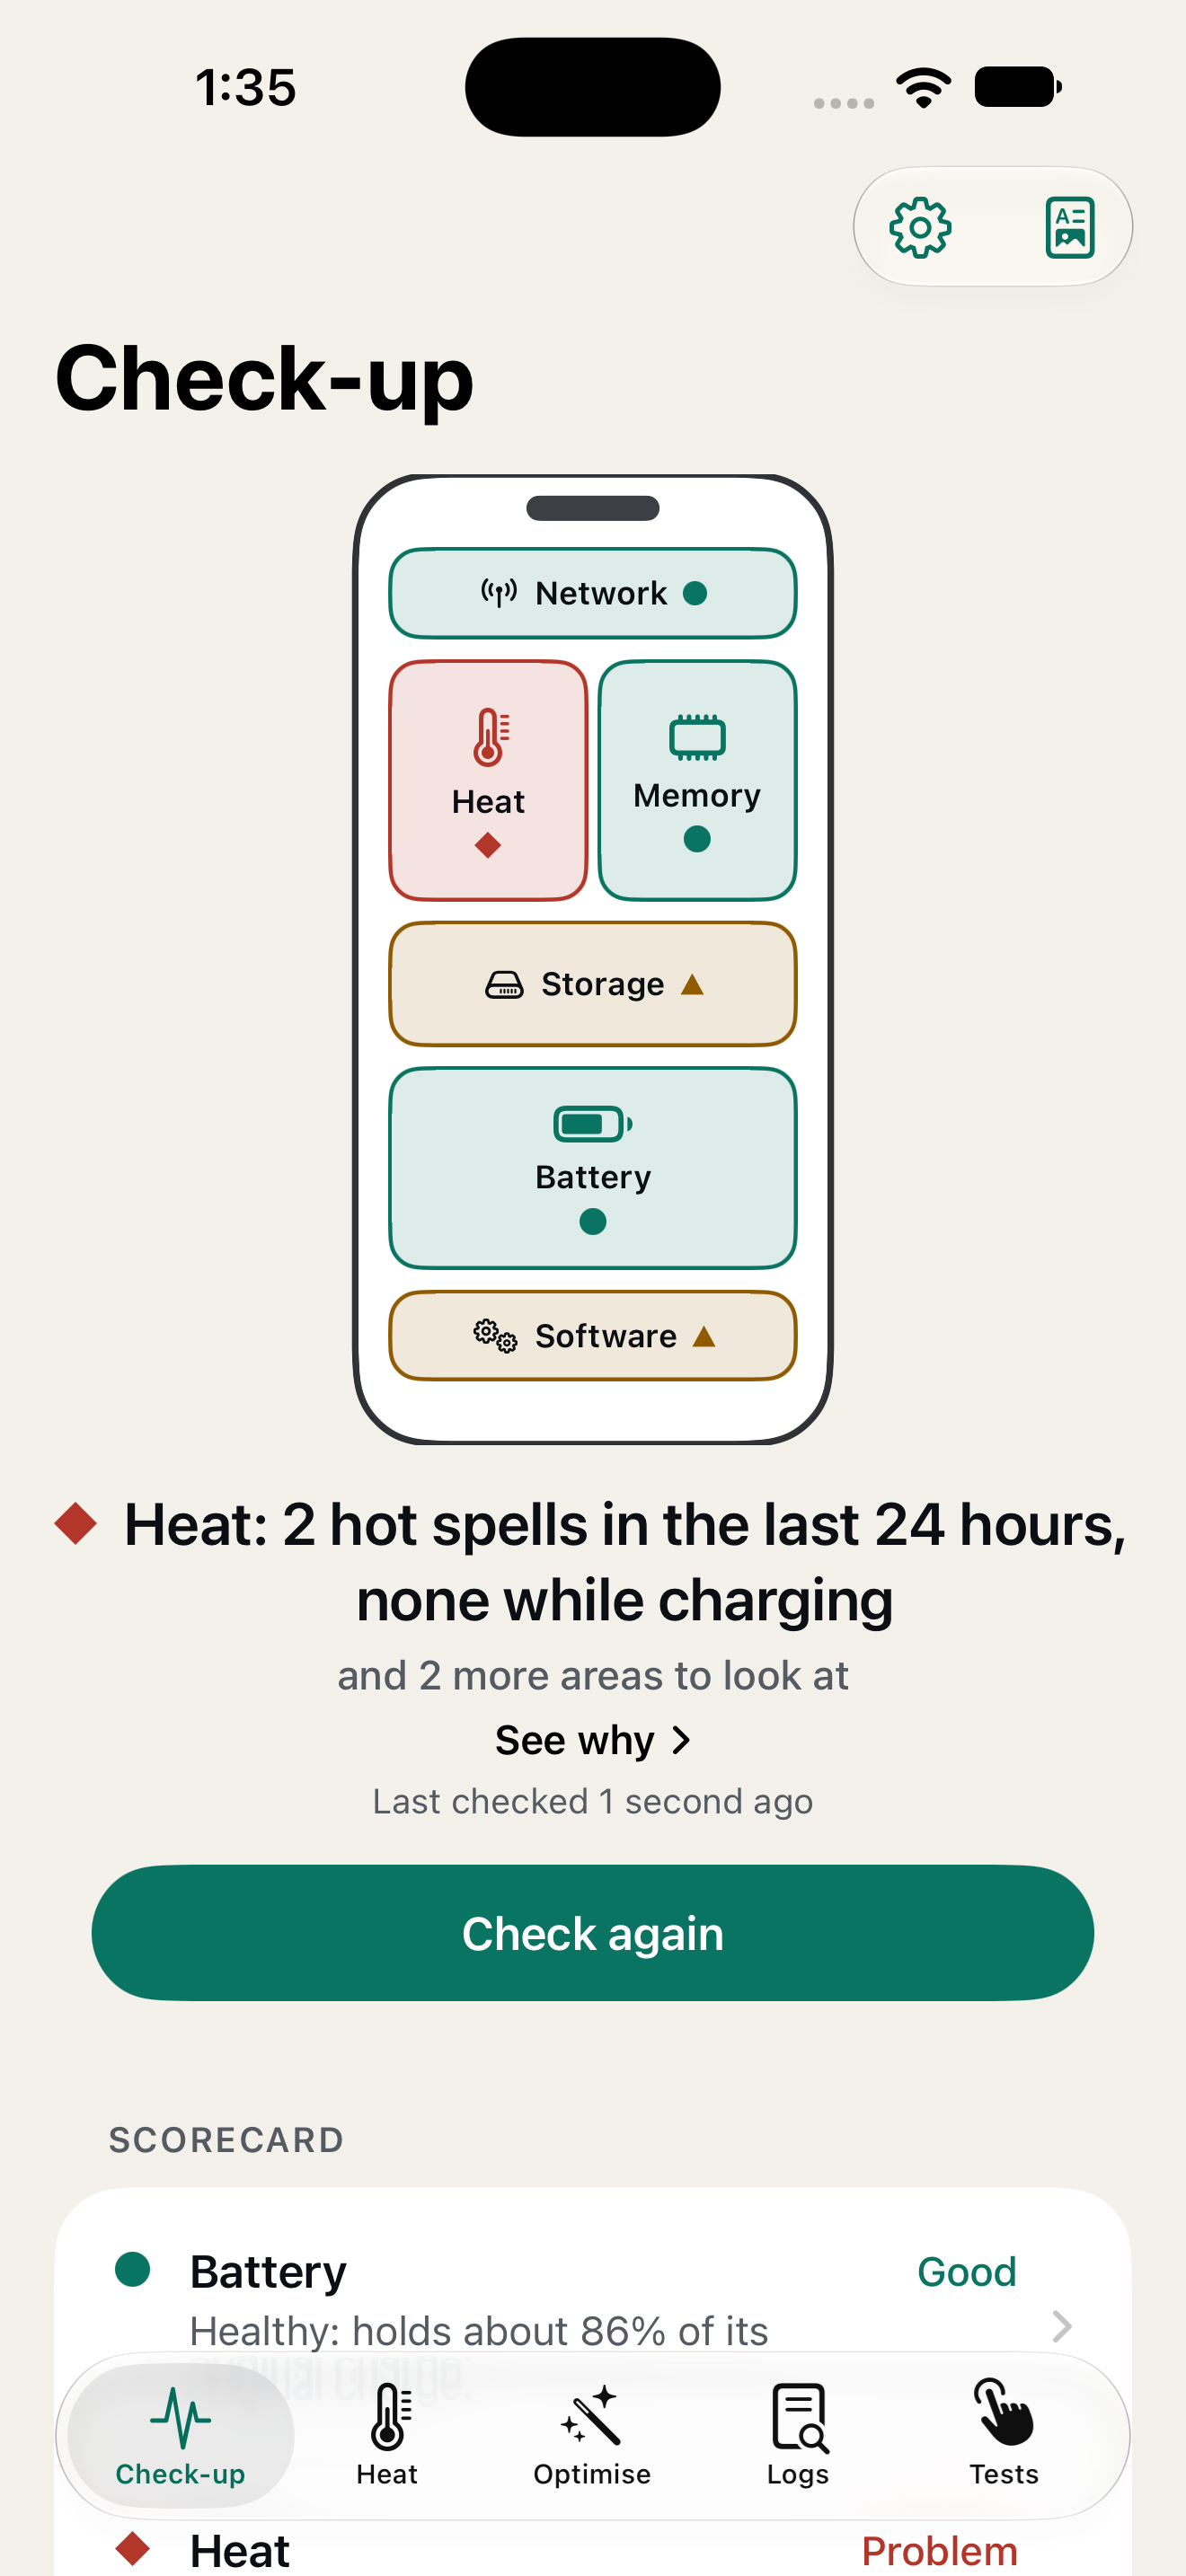 1:35
Check-up
Network
Heat
Memory
Storage
Battery
Software
Heat: 2 hot spells in the last 24 hours,
none while charging
and 2 more areas to look at
See why
Last checked 1 second ago
Check again
SCORECARD
Battery
Good
Healthy: holds about 86% of its
Check-up
Heat
Optimise
Logs
Tests
Heat
Problem